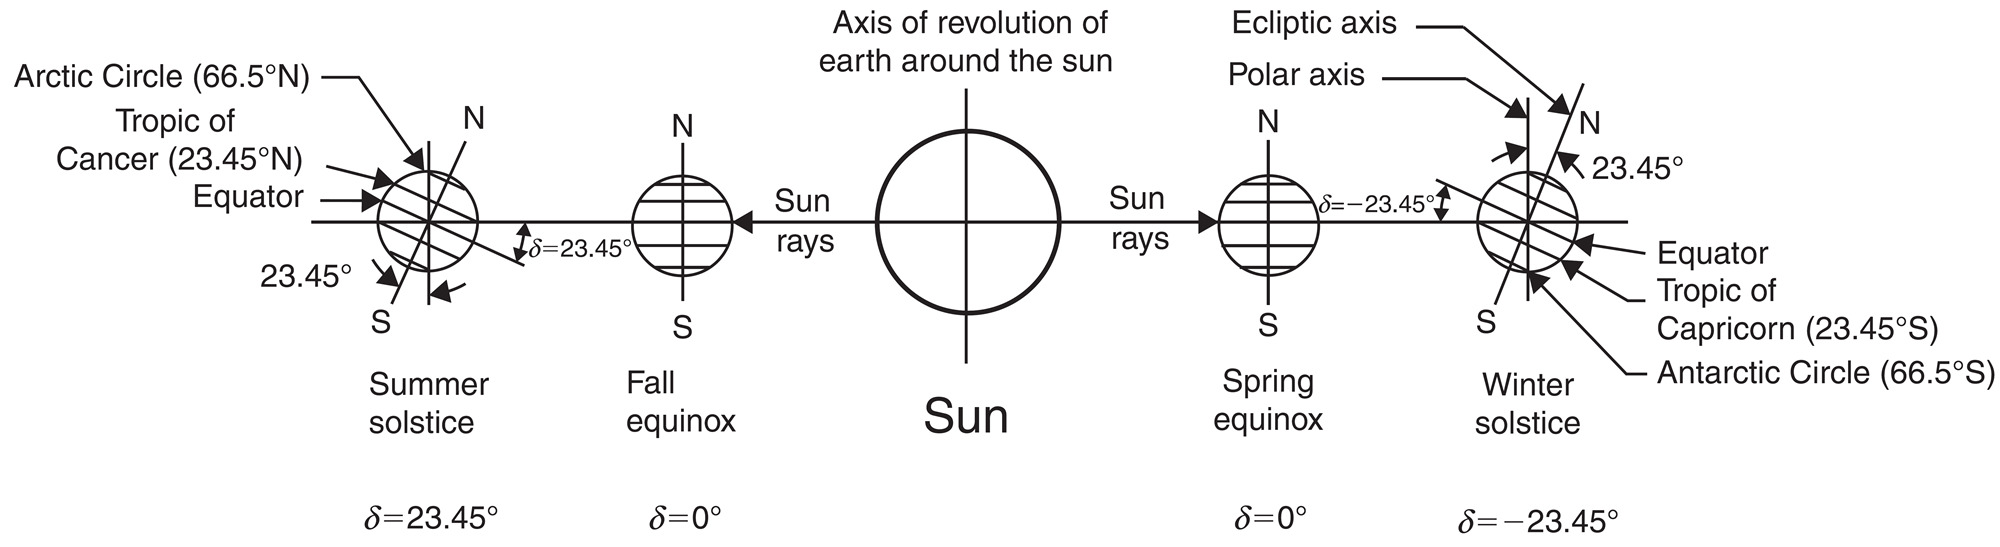 Axis of revolution of
earth around the sun
Ecliptic axis
Polar axis
Arctic Circle (66.5°N)
Tropic of
Cancer (23.45°N)
Equator
N
N
N
N
23.45°
Sun
rays
Sun
rays
δ=23.45°
δ=−23.45°
23.45°
Equator
Tropic of
Capricorn (23.45°S)
Antarctic Circle (66.5°S)
S
S
S
S
Summer
solstice
Fall
equinox
Sun
Spring
equinox
Winter
solstice
δ=23.45°
δ=0°
δ=0°
δ=−23.45°